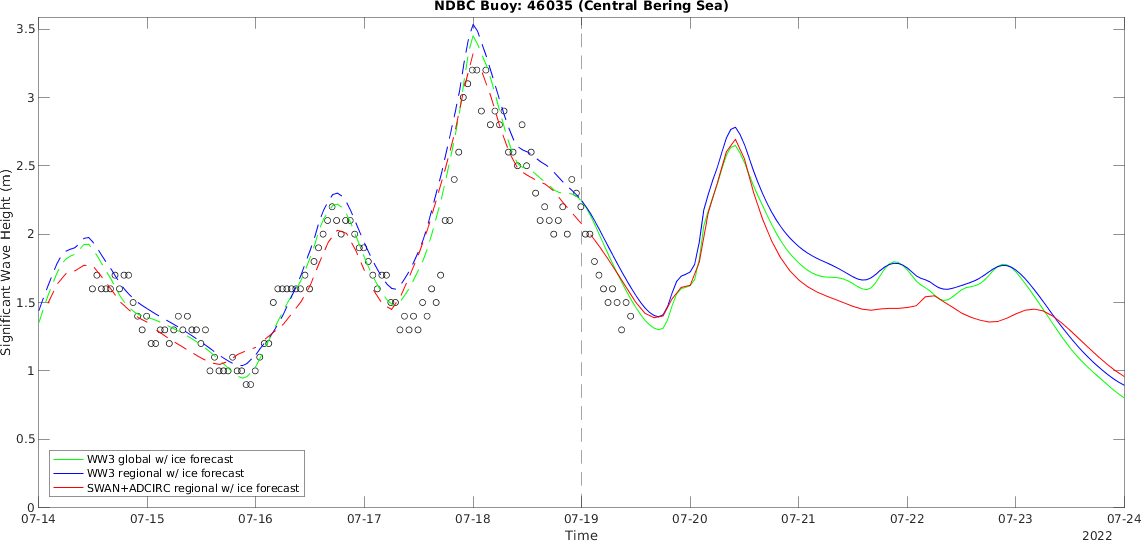 NDBC Buoy: 46035 (Central Bering Sea)
3.5
3
2.5
2
1.5
1
0.5
0
Significant Wave Height (m)
WW3 global w/ ice forecast
WW3 regional w/ ice forecast
SWAN+ADCIRC regional w/ ice forecast
07-14 07-15 07-16 07-17 07-18 07-19 07-20 07-21 07-22 07-23 07-24
Time
2022